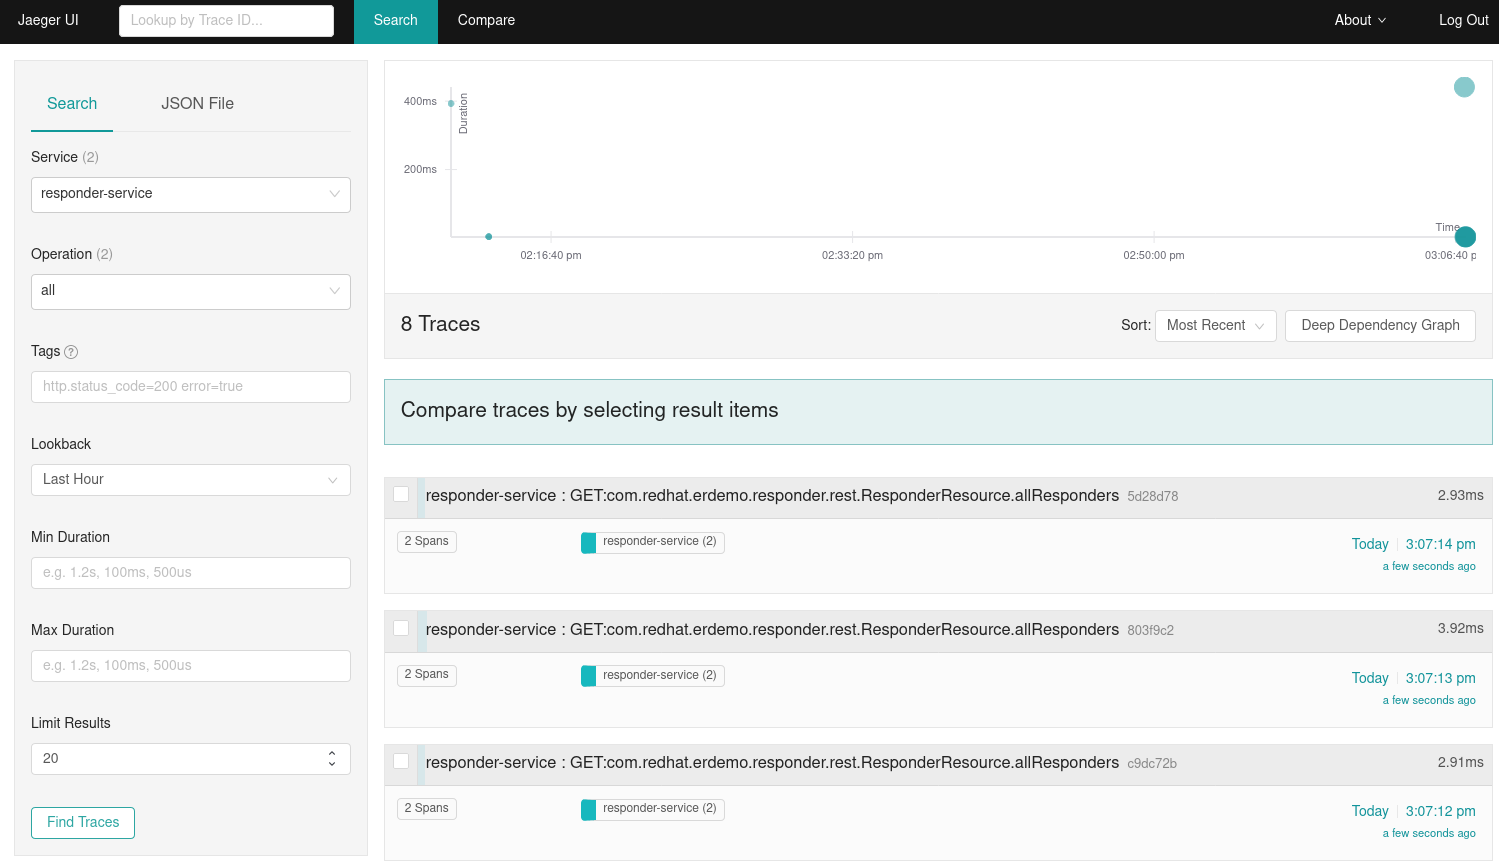 Jaeger UI
Lookup by Trace ID...
Search
Compare
About
Log Out
Search
JSON File
Service (2)
responder-service
Operation (2)
all
Tags ?
http.status_code=200 error=true
Lookback
Last Hour
Min Duration
e.g. 1.2s, 100ms, 500us
Max Duration
e.g. 1.2s, 100ms, 500us
Limit Results
20
Find Traces
400ms
Duration
200ms
Time
02:16:40 pm
02:33:20 pm
02:50:00 pm
03:06:40 p
8 Traces
Sort: Most Recent
Deep Dependency Graph
Compare traces by selecting result items
responder-service : GET:com.redhat.erdemo.responder.rest.ResponderResource.allResponders 5d28d78 2.93ms
2 Spans responder-service (2) Today 3:07:14 pm
a few seconds ago
responder-service : GET:com.redhat.erdemo.responder.rest.ResponderResource.allResponders 803f9c2 3.92ms
2 Spans responder-service (2) Today 3:07:13 pm
a few seconds ago
responder-service : GET:com.redhat.erdemo.responder.rest.ResponderResource.allResponders c9dc72b 2.91ms
2 Spans responder-service (2) Today 3:07:12 pm
a few seconds ago